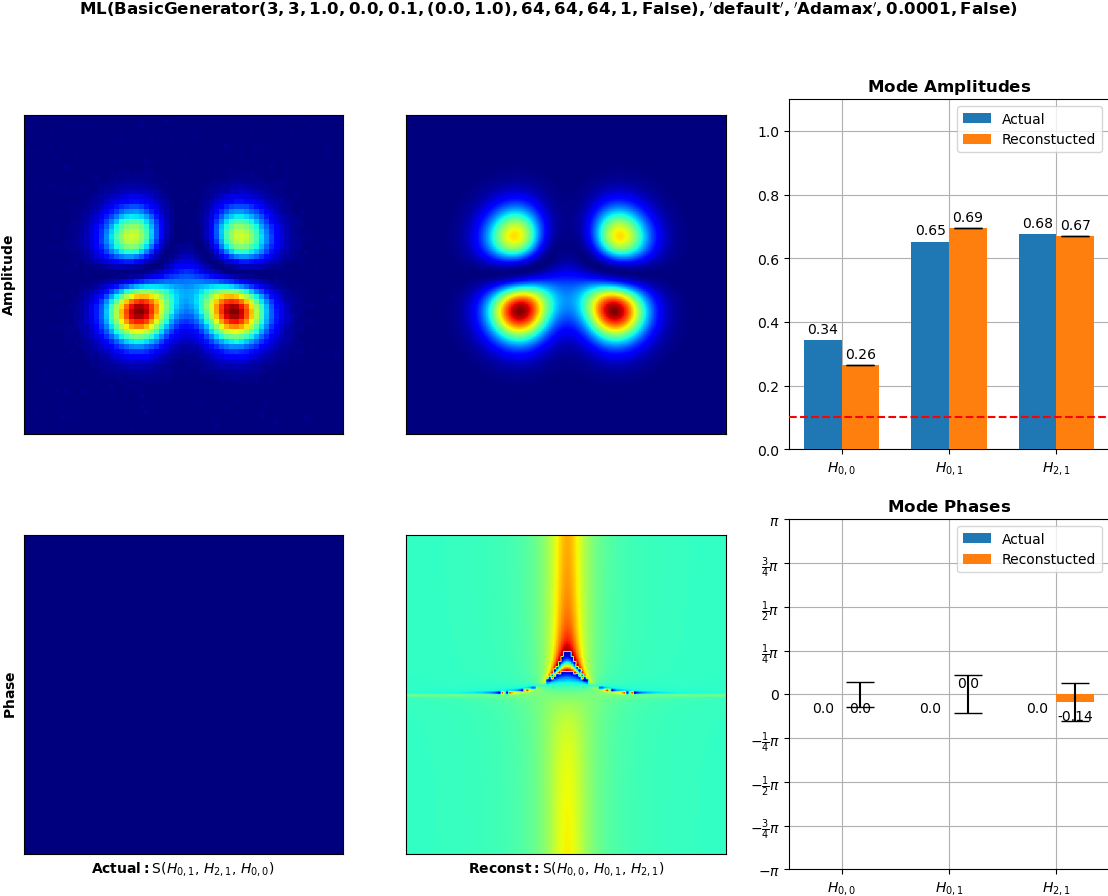 ML(BasicGenerator(3, 3, 1.0, 0.0, 0.1, (0.0, 1.0), 64, 64, 64, 1, False), ′default′, ′Adamax′, 0.0001, False)
Amplitude
Mode Amplitudes
Actual
Reconstucted
1.0
0.8
0.6
0.4
0.2
0.0
0.34
0.26
0.65
0.69
0.68
0.67
H0,0
H0,1
H2,1
Phase
Actual: S(H0,1, H2,1, H0,0)
Reconst: S(H0,0, H0,1, H2,1)
Mode Phases
Actual
Reconstucted
π
3/4π
1/2π
1/4π
0
−1/4π
−1/2π
−3/4π
−π
0.0
0.0
0.0
0.0
0.0
-0.14
H0,0
H0,1
H2,1